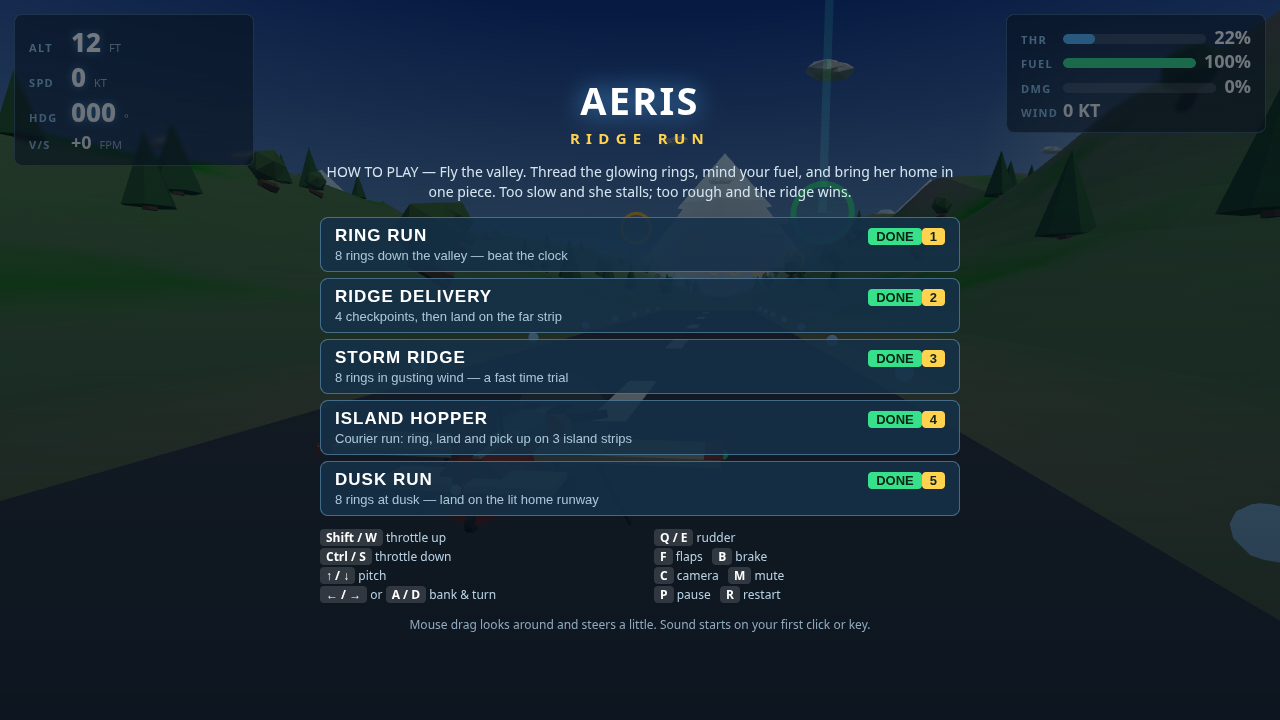 ALT 12 FT
SPD 0 KT
HDG 000 °
V/S +0 FPM
THR 22%
FUEL 100%
DMG 0%
WIND 0 KT
AERIS
RIDGE RUN
HOW TO PLAY — Fly the valley. Thread the glowing rings, mind your fuel, and bring her home in
one piece. Too slow and she stalls; too rough and the ridge wins.
RING RUN DONE 1
8 rings down the valley — beat the clock
RIDGE DELIVERY DONE 2
4 checkpoints, then land on the far strip
STORM RIDGE DONE 3
8 rings in gusting wind — a fast time trial
ISLAND HOPPER DONE 4
Courier run: ring, land and pick up on 3 island strips
DUSK RUN DONE 5
8 rings at dusk — land on the lit home runway
Shift / W throttle up
Ctrl / S throttle down
↑ / ↓ pitch
← / → or A / D bank & turn
Q / E rudder
F flaps B brake
C camera M mute
P pause R restart
Mouse drag looks around and steers a little. Sound starts on your first click or key.